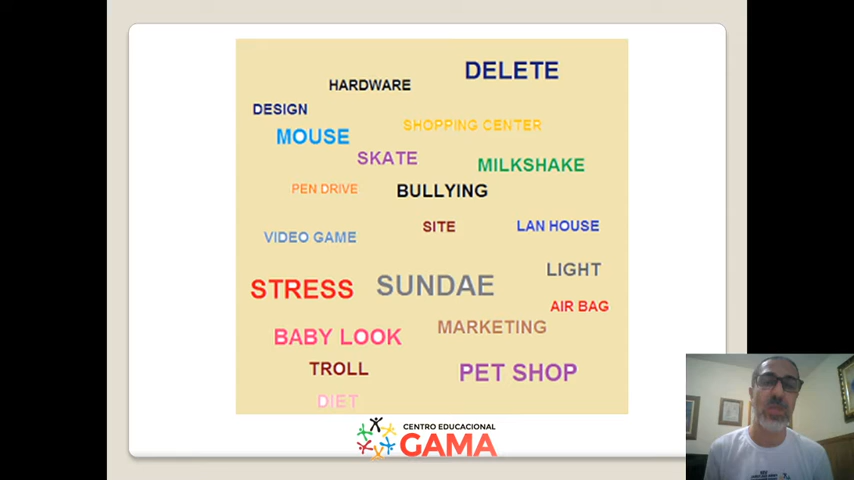 DELETE
HARDWARE
DESIGN
SHOPPING CENTER
MOUSE
SKATE
MILKSHAKE
PEN DRIVE
BULLYING
SITE
LAN HOUSE
VIDEO GAME
LIGHT
STRESS
SUNDAE
AIR BAG
BABY LOOK
MARKETING
TROLL
PET SHOP
DIET
CENTRO EDUCACIONAL
GAMA